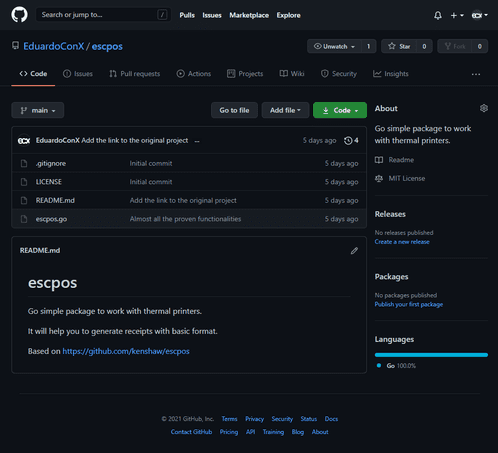 Search or jump to... / Pulls Issues Marketplace Explore
EduardoConX / escpos Unwatch 1 Star 0 Fork 0
Code Issues Pull requests Actions Projects Wiki Security Insights ...
main Go to file Add file Code
EduardoConX Add the link to the original project ... 5 days ago 4
.gitignore Initial commit 5 days ago
LICENSE Initial commit 5 days ago
README.md Add the link to the original project 5 days ago
escpos.go Almost all the proven functionalities 5 days ago
README.md
escpos
Go simple package to work with thermal printers.
It will help you to generate receipts with basic format.
Based on https://github.com/kenshaw/escpos
About
Go simple package to work
with thermal printers.
Readme
MIT License
Releases
No releases published
Create a new release
Packages
No packages published
Publish your first package
Languages
Go 100.0%
© 2021 GitHub, Inc. Terms Privacy Security Status Docs
Contact GitHub Pricing API Training Blog About